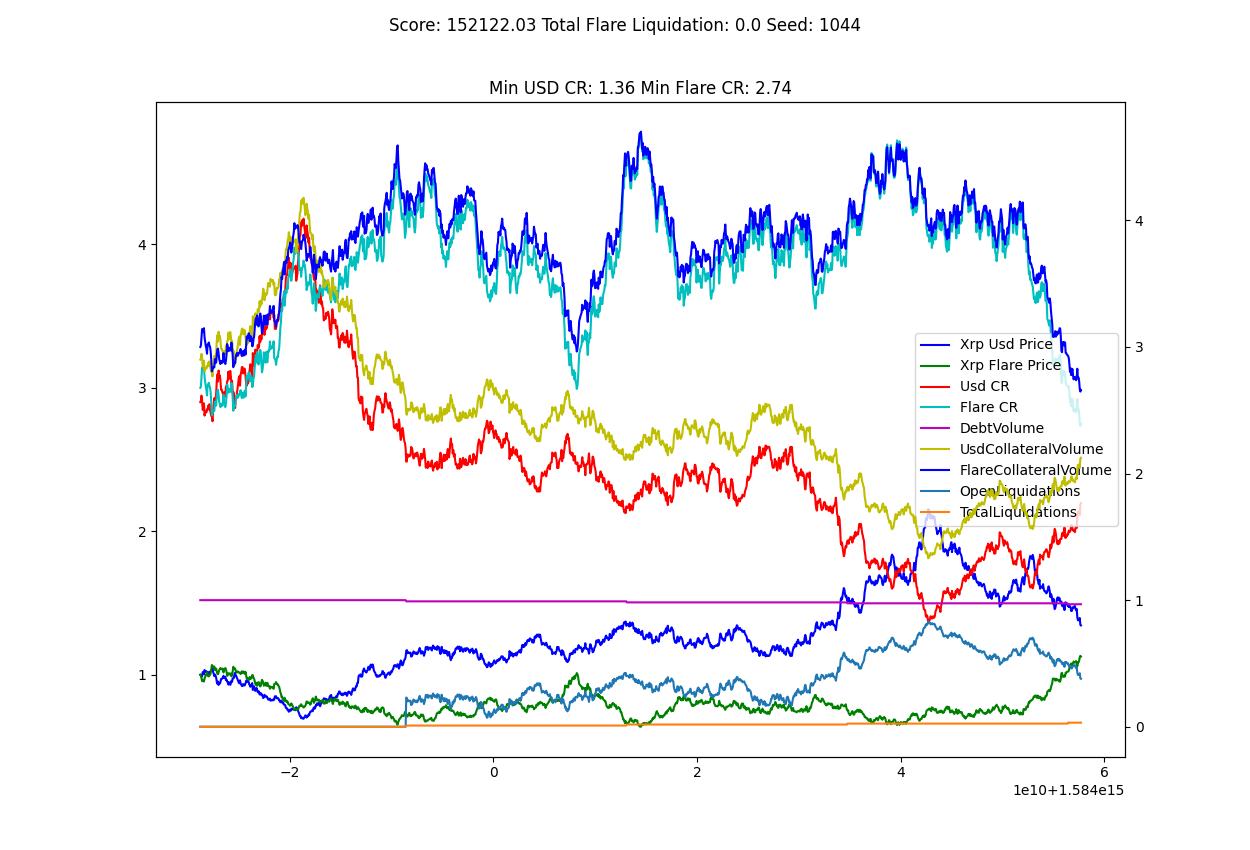 Score: 152122.03 Total Flare Liquidation: 0.0 Seed: 1044
Min USD CR: 1.36 Min Flare CR: 2.74
4
3
2
1
4
3
2
1
0
Xrp Usd Price
Xrp Flare Price
Usd CR
Flare CR
DebtVolume
UsdCollateralVolume
FlareCollateralVolume
OpenLiquidations
TotalLiquidations
−2
0
2
4
6
1e10+1.584e15